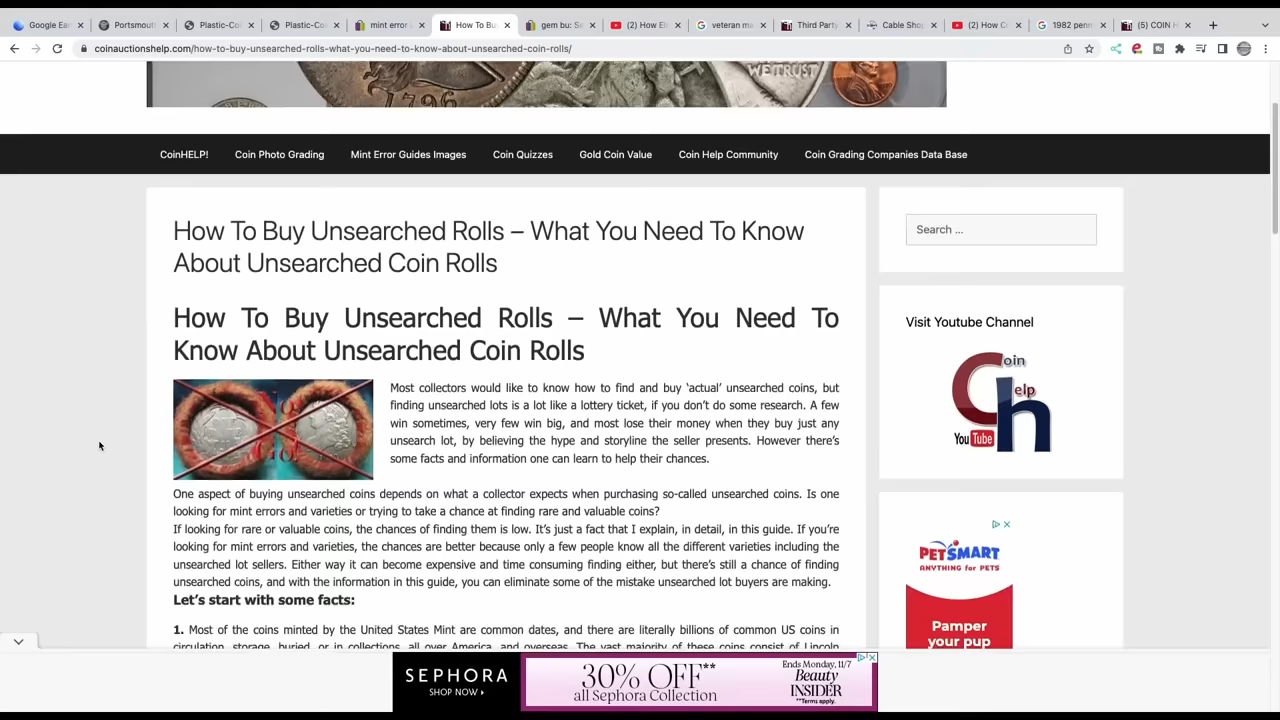 Google Ea
Portsmout
Plastic-Co
Plastic-Co
mint error
How To Bu
gem bu: Se
(2) How El
veteran ma
Third Party
Cable Shop
(2) How C
1982 penn
(5) COIN H
coinauctionshelp.com/how-to-buy-unsearched-rolls-what-you-need-to-know-about-unsearched-coin-rolls/
1796
WE TRUST
CoinHELP!
Coin Photo Grading
Mint Error Guides Images
Coin Quizzes
Gold Coin Value
Coin Help Community
Coin Grading Companies Data Base
How To Buy Unsearched Rolls – What You Need To Know
About Unsearched Coin Rolls
Search …
How To Buy Unsearched Rolls – What You Need To
Know About Unsearched Coin Rolls
No
Go!
Most collectors would like to know how to find and buy ‘actual’ unsearched coins, but
finding unsearched lots is a lot like a lottery ticket, if you don’t do some research. A few
win sometimes, very few win big, and most lose their money when they buy just any
unsearch lot, by believing the hype and storyline the seller presents. However there’s
some facts and information one can learn to help their chances.
One aspect of buying unsearched coins depends on what a collector expects when purchasing so-called unsearched coins. Is one
looking for mint errors and varieties or trying to take a chance at finding rare and valuable coins?
If looking for rare or valuable coins, the chances of finding them is low. It’s just a fact that I explain, in detail, in this guide. If you’re
looking for mint errors and varieties, the chances are better because only a few people know all the different varieties including the
unsearched lot sellers. Either way it can become expensive and time consuming finding either, but there’s still a chance of finding
unsearched coins, and with the information in this guide, you can eliminate some of the mistake unsearched lot buyers are making.
Let’s start with some facts:
1. Most of the coins minted by the United States Mint are common dates, and there are literally billions of common US coins in
circulation, storage, buried, or in collections, all over America, and overseas. The vast majority of these coins consist of Lincoln
Visit Youtube Channel
Coin
Help
YouTube
PETSMART
ANYTHING for PETS
Pamper
your pup
SEPHORA
SHOP NOW
30% OFF**
all Sephora Collection
Ends Monday, 11/7
Beauty
INSIDER
**Terms apply.